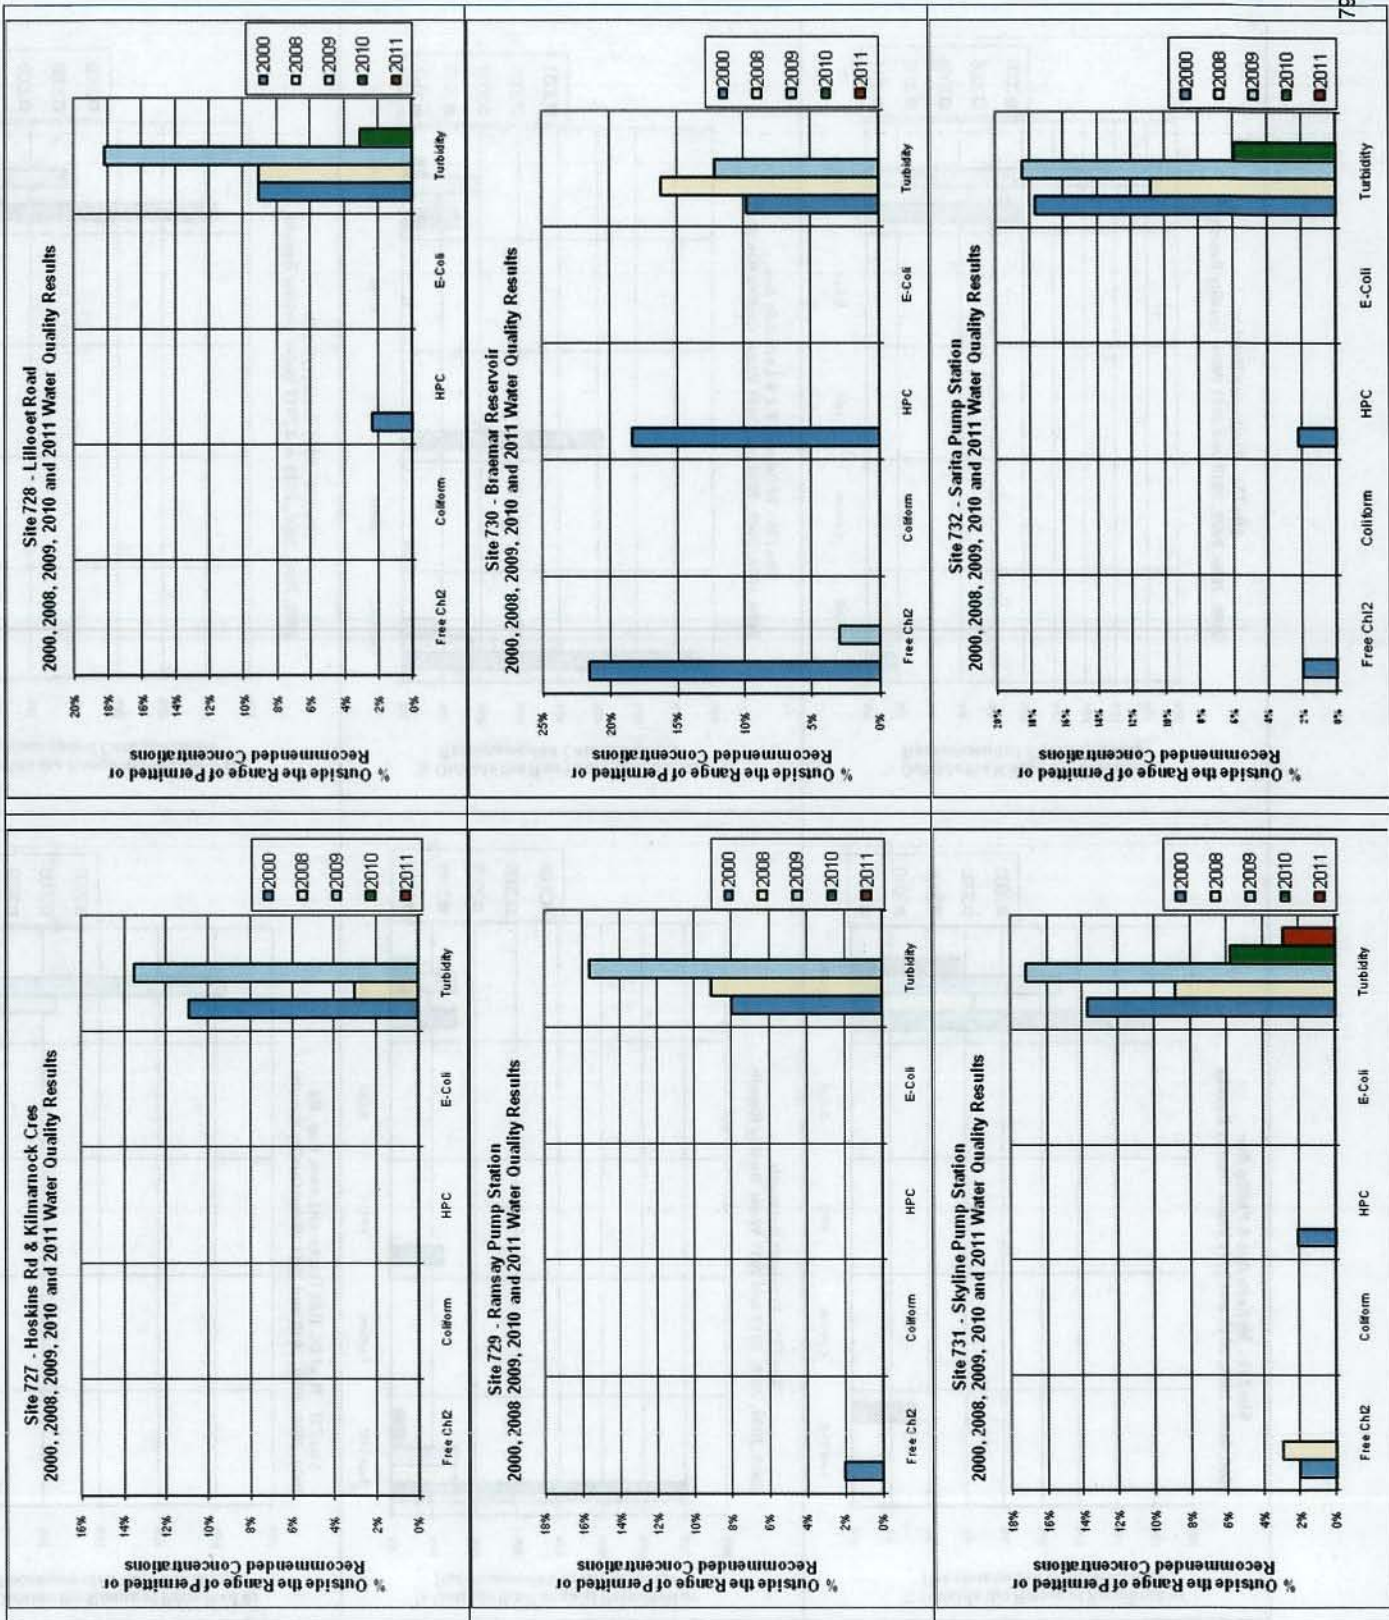 Site 727 - Hoskins Rd & Kilmarnock Cres
2000, ,2008, 2009, 2010 and 2011 Water Quality Results
% Outside the Range of Permitted or
Recommended Concentrations
16%
14%
12%
10%
8%
6%
4%
2%
0%
Free Chl2
Coliform
HPC
E-Coli
Turbidity
2000
2008
2009
2010
2011
Site 728 - Lillooet Road
2000, 2008, 2009, 2010 and 2011 Water Quality Results
% Outside the Range of Permitted or
Recommended Concentrations
20%
18%
16%
14%
12%
10%
8%
6%
4%
2%
0%
Free Chl2
Coliform
HPC
E-Coli
Turbidity
2000
2008
2009
2010
2011
Site 729 - Ramsay Pump Station
2000, 2008 2009, 2010 and 2011 Water Quality Results
% Outside the Range of Permitted or
Recommended Concentrations
18%
16%
14%
12%
10%
8%
6%
4%
2%
0%
Free Chl2
Coliform
HPC
E-Coli
Turbidity
2000
2008
2009
2010
2011
Site 730 - Braemar Reservoir
2000, 2008, 2009, 2010 and 2011 Water Quality Results
% Outside the Range of Permitted or
Recommended Concentrations
25%
20%
15%
10%
5%
0%
Free Chl2
Coliform
HPC
E-Coli
Turbidity
2000
2008
2009
2010
2011
Site 731 - Skyline Pump Station
2000, 2008, 2009, 2010 and 2011 Water Quality Results
% Outside the Range of Permitted or
Recommended Concentrations
18%
16%
14%
12%
10%
8%
6%
4%
2%
0%
Free Chl2
Coliform
HPC
E-Coli
Turbidity
2000
2008
2009
2010
2011
Site 732 - Sarita Pump Station
2000, 2008, 2009, 2010 and 2011 Water Quality Results
% Outside the Range of Permitted or
Recommended Concentrations
20%
18%
16%
14%
12%
10%
8%
6%
4%
2%
0%
Free Chl2
Coliform
HPC
E-Coli
Turbidity
2000
2008
2009
2010
2011
79